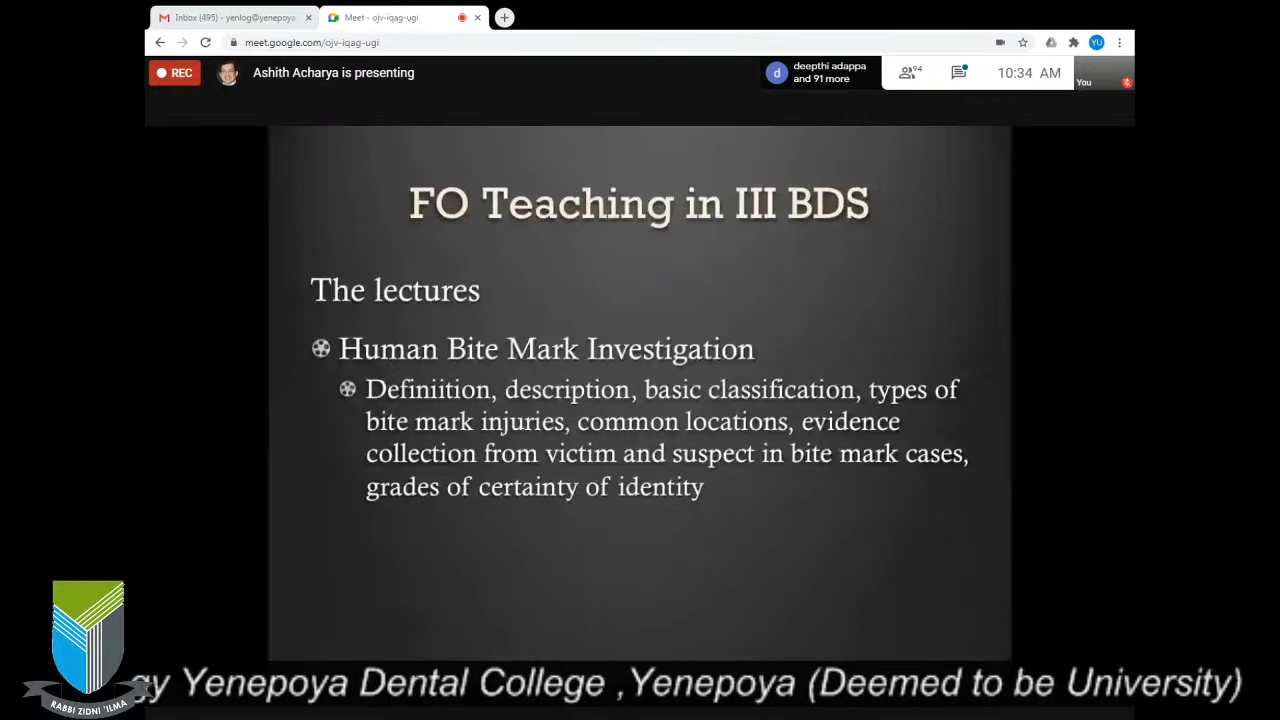 Inbox (495) - yenlog@yenepoya
Meet - ojv-iqag-ugi
meet.google.com/ojv-iqag-ugi
YU
REC
Ashith Acharya is presenting
d
deepthi adappa
and 91 more
94
10:34 AM
You
FO Teaching in III BDS
The lectures
Human Bite Mark Investigation
Definiition, description, basic classification, types of
bite mark injuries, common locations, evidence
collection from victim and suspect in bite mark cases,
grades of certainty of identity
gy Yenepoya Dental College ,Yenepoya (Deemed to be University)
RABBI ZIDNI 'ILMA